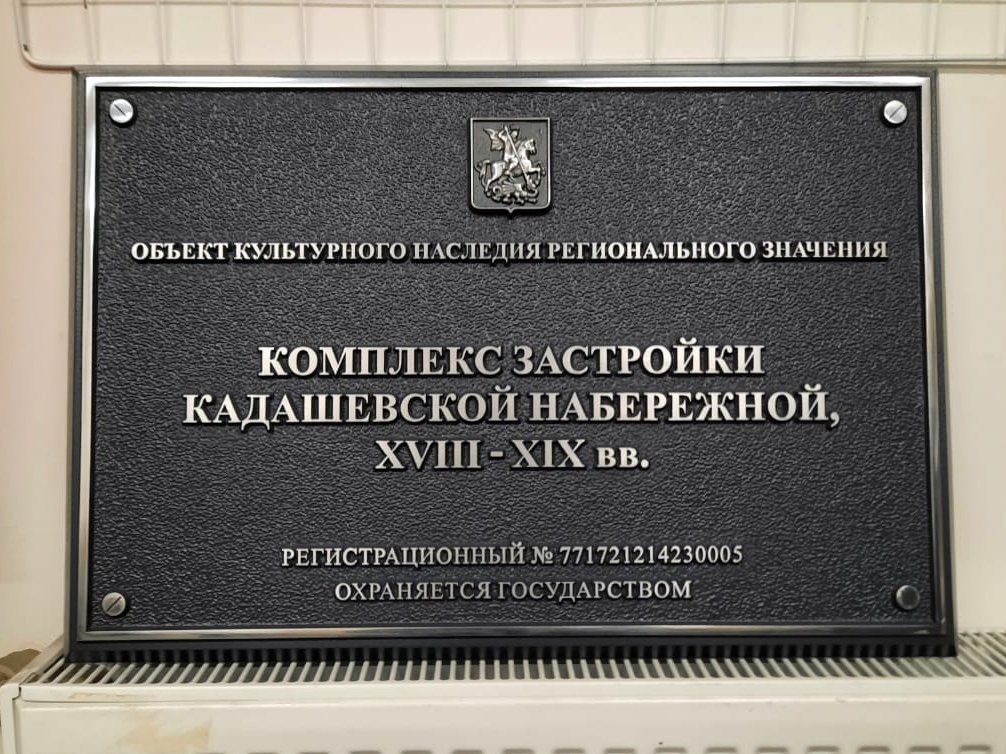 ОБЪЕКТ КУЛЬТУРНОГО НАСЛЕДИЯ РЕГИОНАЛЬНОГО ЗНАЧЕНИЯ
КОМПЛЕКС ЗАСТРОЙКИ
КАДАШЕВСКОЙ НАБЕРЕЖНОЙ,
XVIII - XIX вв.
РЕГИСТРАЦИОННЫЙ № 771721214230005
ОХРАНЯЕТСЯ ГОСУДАРСТВОМ